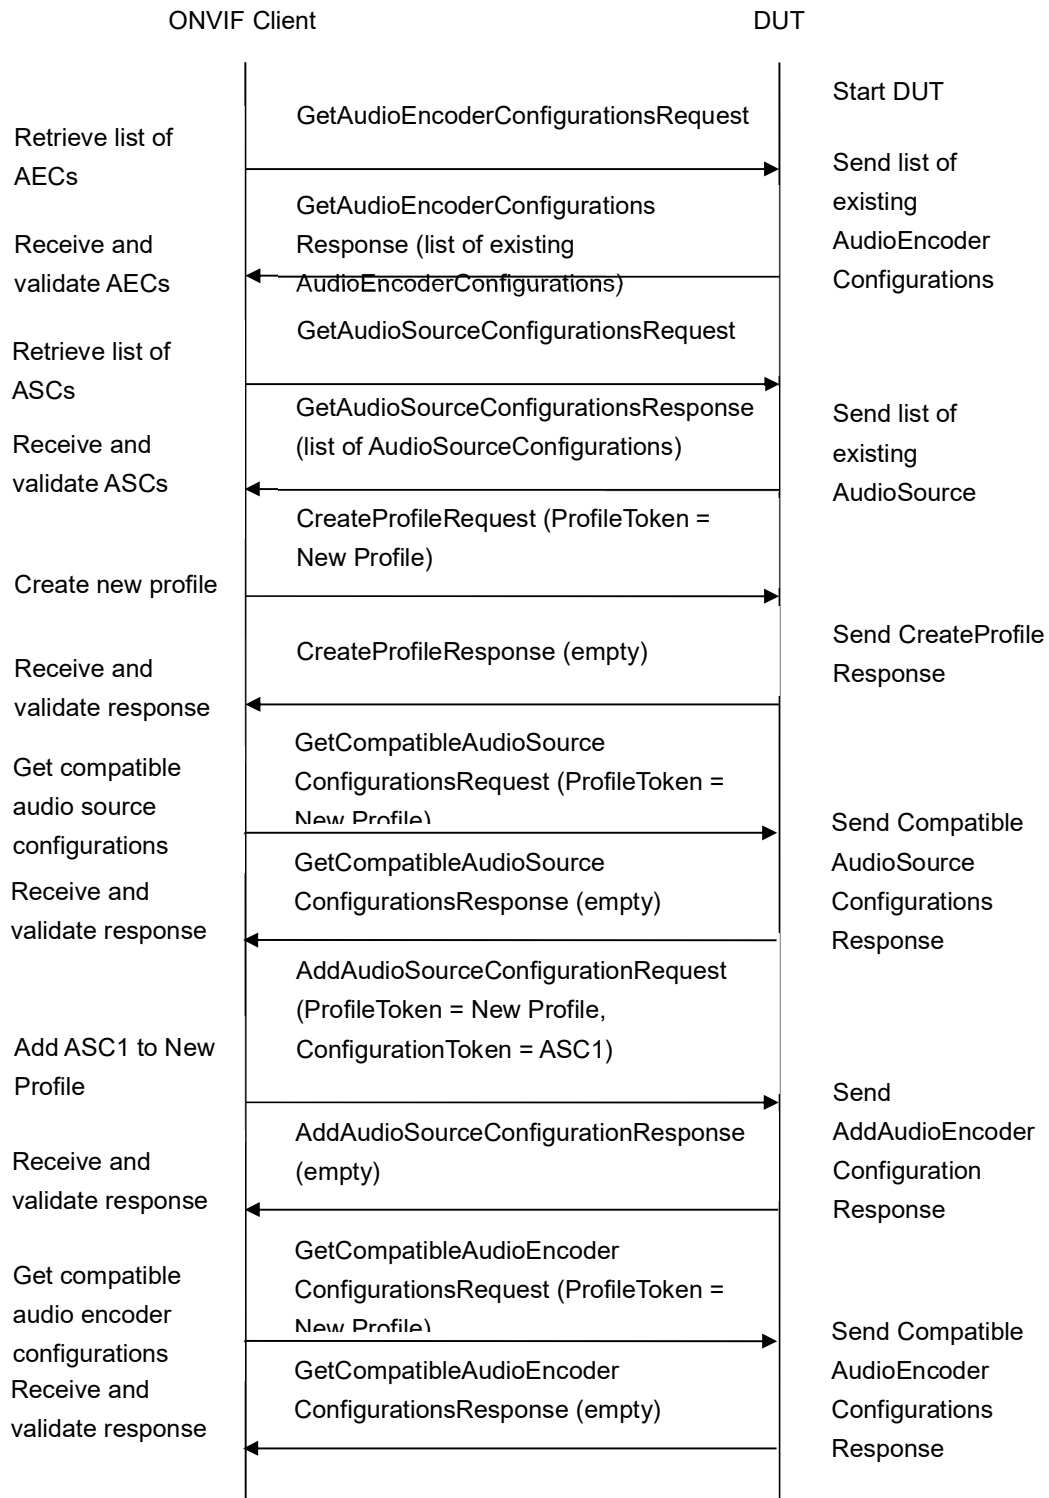 ONVIF Client
DUT
Start DUT
GetAudioEncoderConfigurationsRequest
Retrieve list of
AECs
Send list of
existing
AudioEncoder
Configurations
GetAudioEncoderConfigurations
Response (list of existing
AudioEncoderConfigurations)
Receive and
validate AECs
GetAudioSourceConfigurationsRequest
Retrieve list of
ASCs
GetAudioSourceConfigurationsResponse
(list of AudioSourceConfigurations)
Send list of
existing
AudioSource
Receive and
validate ASCs
CreateProfileRequest (ProfileToken =
New Profile)
Create new profile
Send CreateProfile
Response
CreateProfileResponse (empty)
Receive and
validate response
GetCompatibleAudioSource
ConfigurationsRequest (ProfileToken =
New Profile)
Get compatible
audio source
configurations
Send Compatible
AudioSource
Configurations
Response
GetCompatibleAudioSource
ConfigurationsResponse (empty)
Receive and
validate response
AddAudioSourceConfigurationRequest
(ProfileToken = New Profile,
ConfigurationToken = ASC1)
Add ASC1 to New
Profile
Send
AddAudioEncoder
Configuration
Response
AddAudioSourceConfigurationResponse
(empty)
Receive and
validate response
GetCompatibleAudioEncoder
ConfigurationsRequest (ProfileToken =
New Profile)
Get compatible
audio encoder
configurations
Send Compatible
AudioEncoder
Configurations
Response
GetCompatibleAudioEncoder
ConfigurationsResponse (empty)
Receive and
validate response